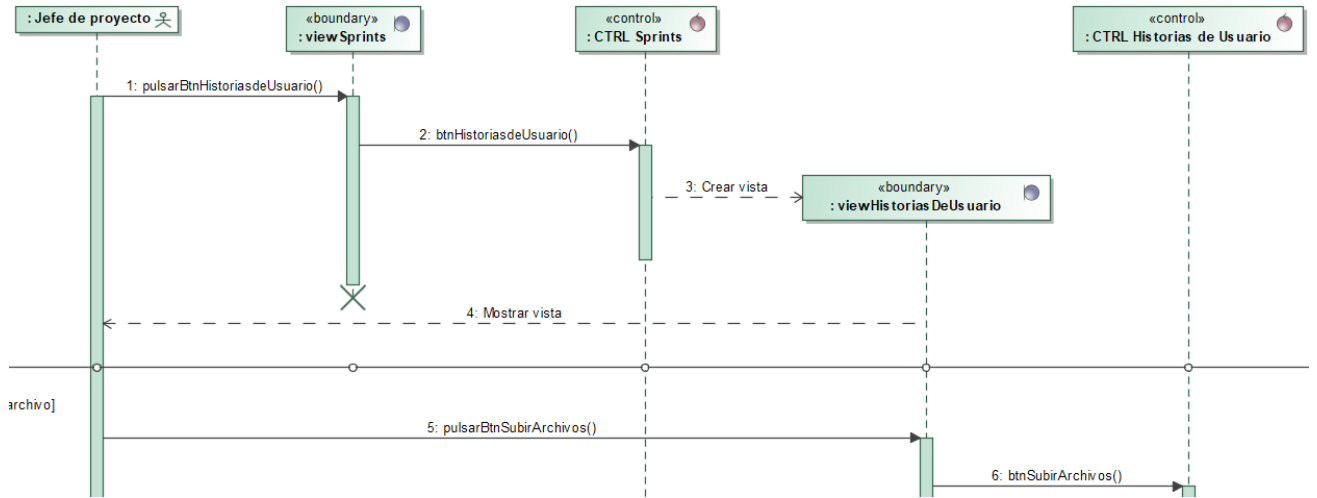 : Jefe de proyecto
«boundary»
: viewSprints
«control»
: CTRL Sprints
«control»
: CTRL Historias de Usuario
1: pulsarBtnHistoriasdeUsuario()
2: btnHistoriasdeUsuario()
3: Crear vista
«boundary»
: viewHistoriasDeUsuario
4: Mostrar vista
archivo]
5: pulsarBtnSubirArchivos()
6: btnSubirArchivos()